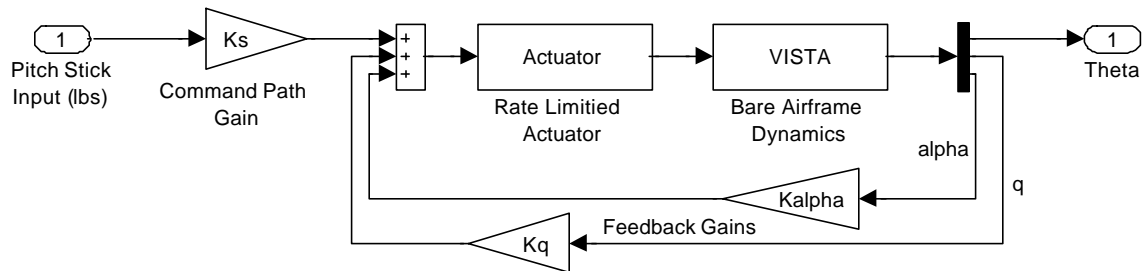 1
Pitch Stick
Input (lbs)
Ks
Command Path
Gain
+
+
+
Actuator
Rate Limitied
Actuator
VISTA
Bare Airframe
Dynamics
1
Theta
alpha
q
Kalpha
Feedback Gains
Kq